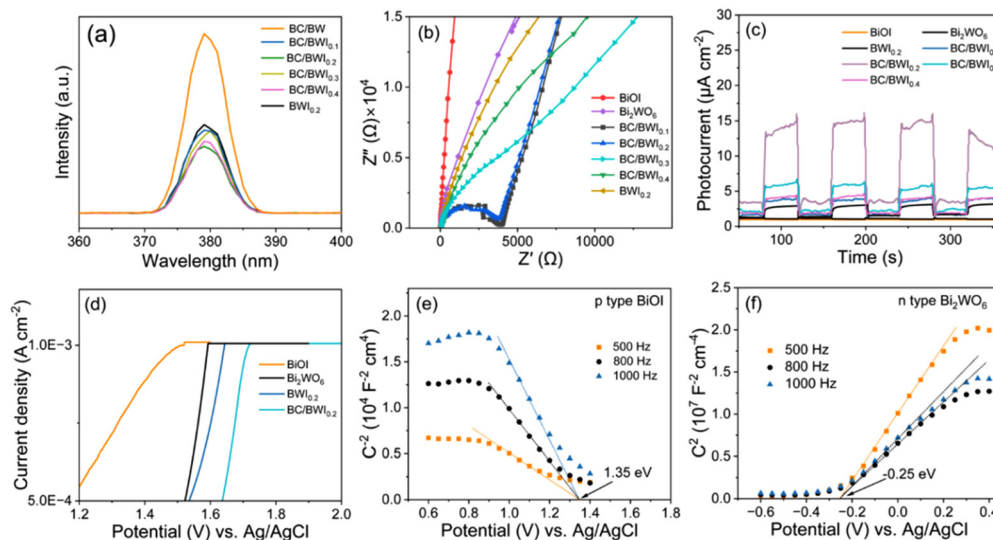 (a)
BC/BW
BC/BWI0.1
BC/BWI0.2
BC/BWI0.3
BC/BWI0.4
BWI0.2
Intensity (a.u.)
360 370 380 390 400
Wavelength (nm)
(b)
BiOI
Bi2WO6
BC/BWI0.1
BC/BWI0.2
BC/BWI0.3
BC/BWI0.4
BWI0.2
Z″ (Ω)×10⁴
1.5
1.0
0.5
0.0
0 5000 10000
Z′ (Ω)
(c)
BiOI Bi2WO6
BWI0.2 BC/BWI0.
BC/BWI0.2 BC/BWI0.
BC/BWI0.4
Photocurrent (μA cm⁻²)
35
30
25
20
15
10
5
0
100 200 300
Time (s)
(d)
BiOI
Bi2WO6
BWI0.2
BC/BWI0.2
Current density (A cm⁻²)
1.0E−3
5.0E−4
1.2 1.4 1.6 1.8 2.0
Potential (V) vs. Ag/AgCl
(e) p type BiOI
500 Hz
800 Hz
1000 Hz
1.35 eV
C⁻² (10⁴ F⁻² cm⁴)
2.0
1.5
1.0
0.5
0.0
0.6 0.8 1.0 1.2 1.4 1.6 1.8
Potential (V) vs. Ag/AgCl
n type Bi2WO6 (f)
500 Hz
800 Hz
1000 Hz
-0.25 eV
C² (10⁷ F⁻² cm⁻⁴)
2.5
2.0
1.5
1.0
0.5
0.0
−0.6 −0.4 −0.2 0.0 0.2 0.4
Potential (V) vs. Ag/AgCl